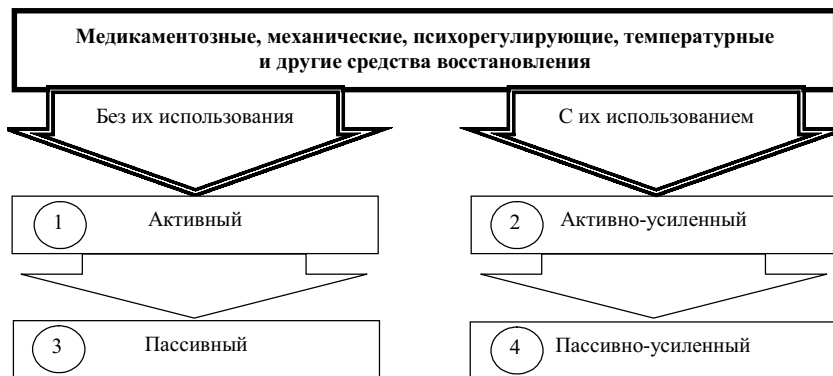 Медикаментозные, механические, психорегулирующие, температурные
и другие средства восстановления
Без их использования
С их использованием
1 Активный
2 Активно-усиленный
3 Пассивный
4 Пассивно-усиленный